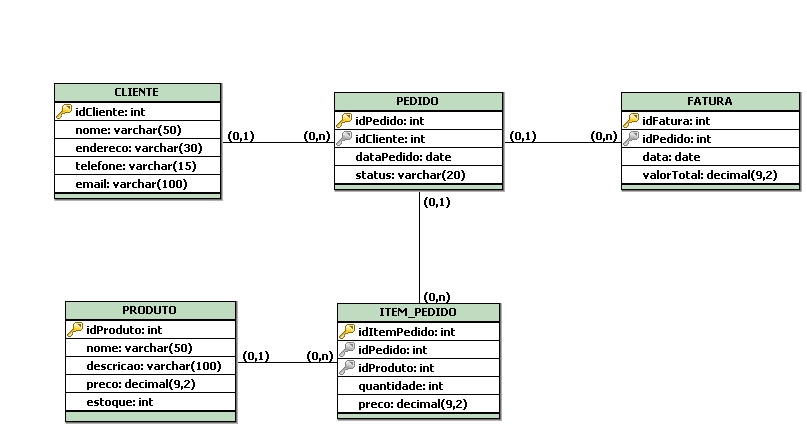 CLIENTE
idCliente: int
nome: varchar(50)
endereco: varchar(30)
telefone: varchar(15)
email: varchar(100)
(0,1)
(0,n)
PEDIDO
idPedido: int
idCliente: int
dataPedido: date
status: varchar(20)
(0,1)
(0,n)
FATURA
idFatura: int
idPedido: int
data: date
valorTotal: decimal(9,2)
(0,1)
(0,n)
PRODUTO
idProduto: int
nome: varchar(50)
descricao: varchar(100)
preco: decimal(9,2)
estoque: int
(0,1)
(0,n)
ITEM_PEDIDO
idItemPedido: int
idPedido: int
idProduto: int
quantidade: int
preco: decimal(9,2)